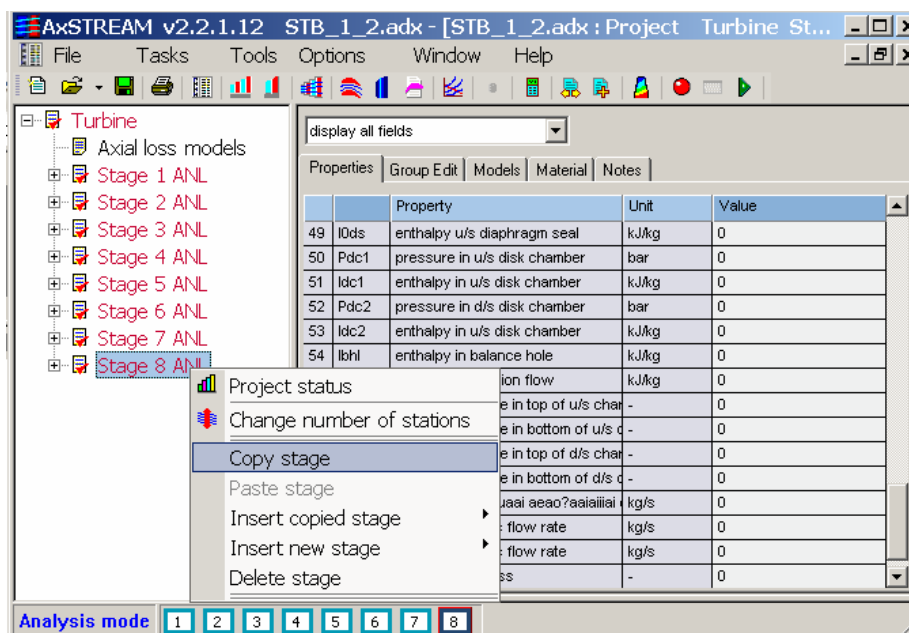 AxSTREAM v2.2.1.12 STB_1_2.adx - [STB_1_2.adx : Project Turbine St...
File Tasks Tools Options Window Help
Turbine
Axial loss models
Stage 1 ANL
Stage 2 ANL
Stage 3 ANL
Stage 4 ANL
Stage 5 ANL
Stage 6 ANL
Stage 7 ANL
Stage 8 ANL
Project status
Change number of stations
Copy stage
Paste stage
Insert copied stage
Insert new stage
Delete stage
display all fields
Properties Group Edit Models Material Notes
Property Unit Value
49 I0ds enthalpy u/s diaphragm seal kJ/kg 0
50 Pdc1 pressure in u/s disk chamber bar 0
51 Idc1 enthalpy in u/s disk chamber kJ/kg 0
52 Pdc2 pressure in d/s disk chamber bar 0
53 Idc2 enthalpy in u/s disk chamber kJ/kg 0
54 Ibhl enthalpy in balance hole kJ/kg 0
ion flow kJ/kg 0
e in top of u/s char - 0
e in bottom of u/s - 0
e in top of d/s char - 0
e in bottom of d/s - 0
kg/s 0
flow rate kg/s 0
flow rate kg/s 0
ss - 0
Analysis mode 1 2 3 4 5 6 7 8